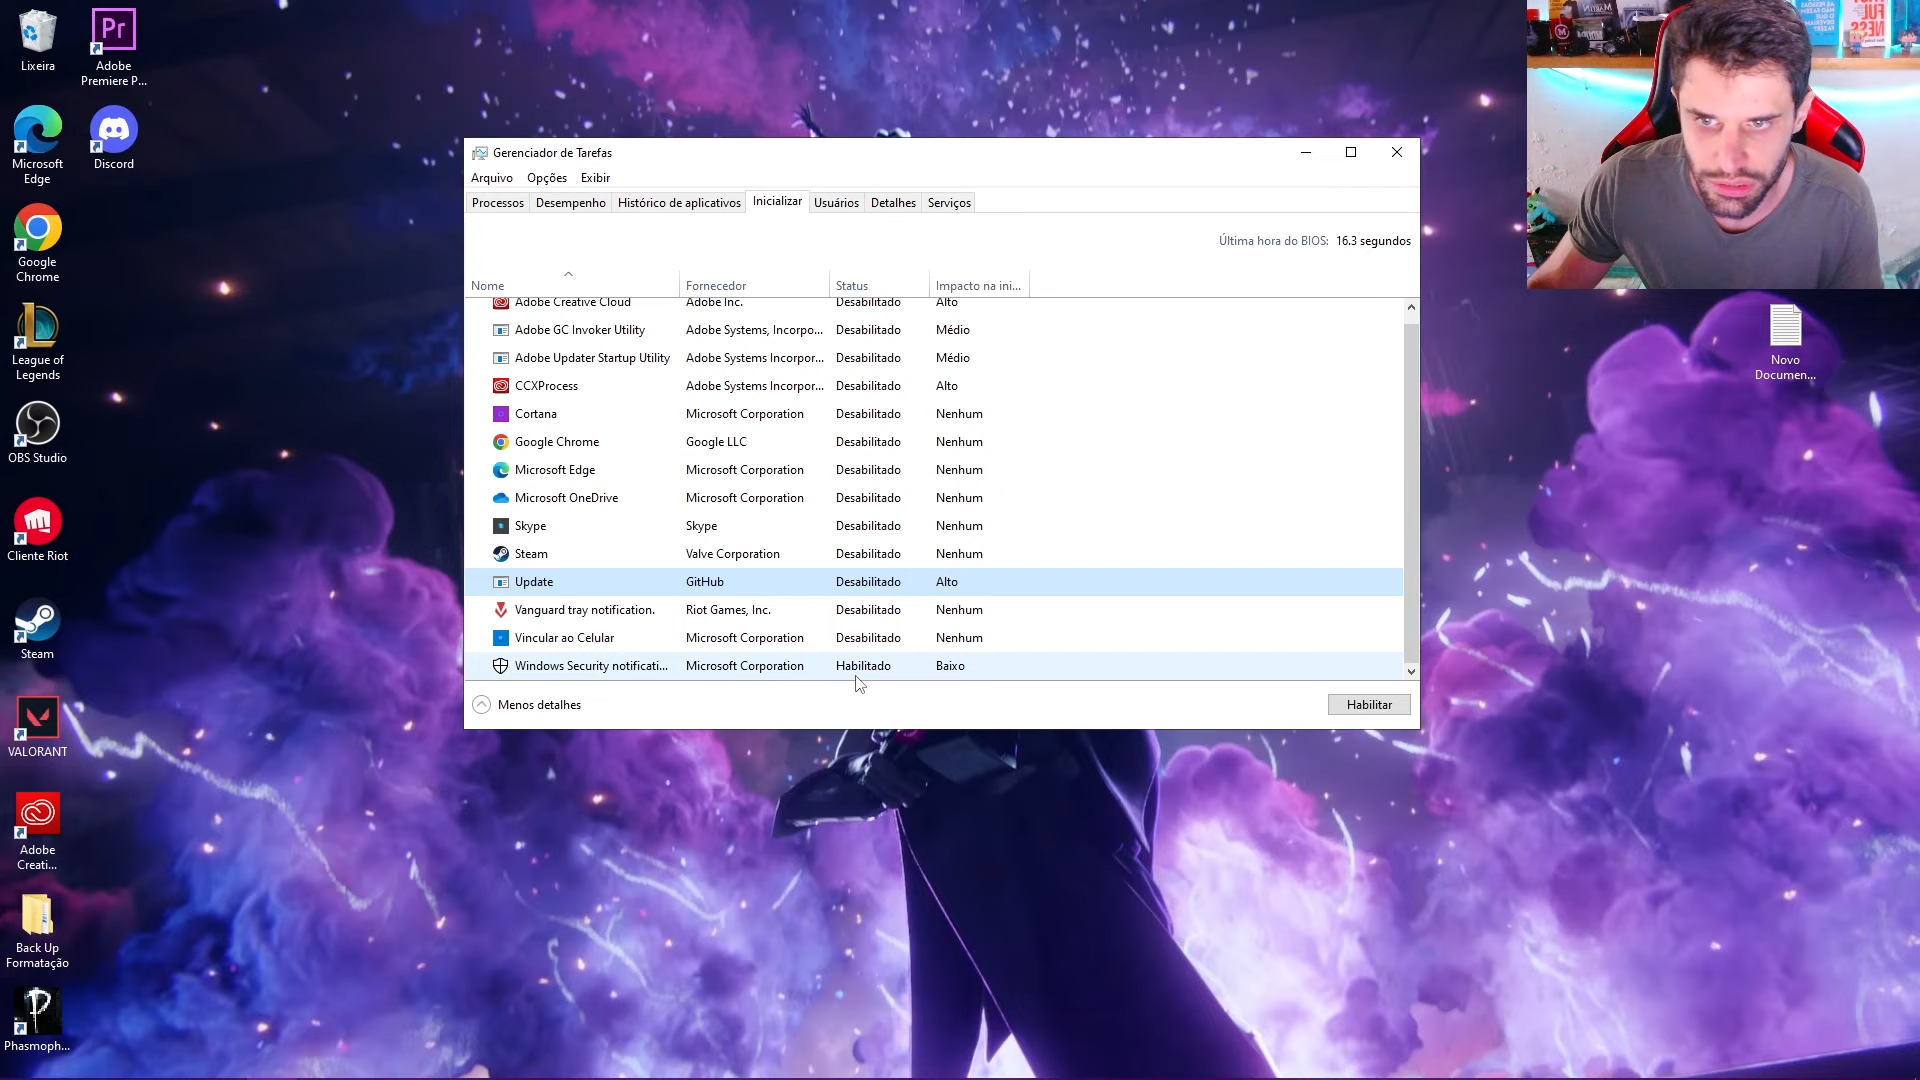 Lixeira
Adobe
Premiere P...
Microsoft
Edge
Discord
Google
Chrome
League of
Legends
OBS Studio
Cliente Riot
Steam
VALORANT
Adobe
Creati...
Back Up
Formatação
Phasmoph...
Gerenciador de Tarefas
Arquivo Opções Exibir
Processos Desempenho Histórico de aplicativos Inicializar Usuários Detalhes Serviços
Última hora do BIOS: 16.3 segundos
Nome Fornecedor Status Impacto na ini...
Adobe Creative Cloud Adobe Inc. Desabilitado Alto
Adobe GC Invoker Utility Adobe Systems, Incorpo... Desabilitado Médio
Adobe Updater Startup Utility Adobe Systems Incorpor... Desabilitado Médio
CCXProcess Adobe Systems Incorpor... Desabilitado Alto
Cortana Microsoft Corporation Desabilitado Nenhum
Google Chrome Google LLC Desabilitado Nenhum
Microsoft Edge Microsoft Corporation Desabilitado Nenhum
Microsoft OneDrive Microsoft Corporation Desabilitado Nenhum
Skype Skype Desabilitado Nenhum
Steam Valve Corporation Desabilitado Nenhum
Update GitHub Desabilitado Alto
Vanguard tray notification. Riot Games, Inc. Desabilitado Nenhum
Vincular ao Celular Microsoft Corporation Desabilitado Nenhum
Windows Security notificati... Microsoft Corporation Habilitado Baixo
Menos detalhes Habilitar
Novo
Documen...
Pr